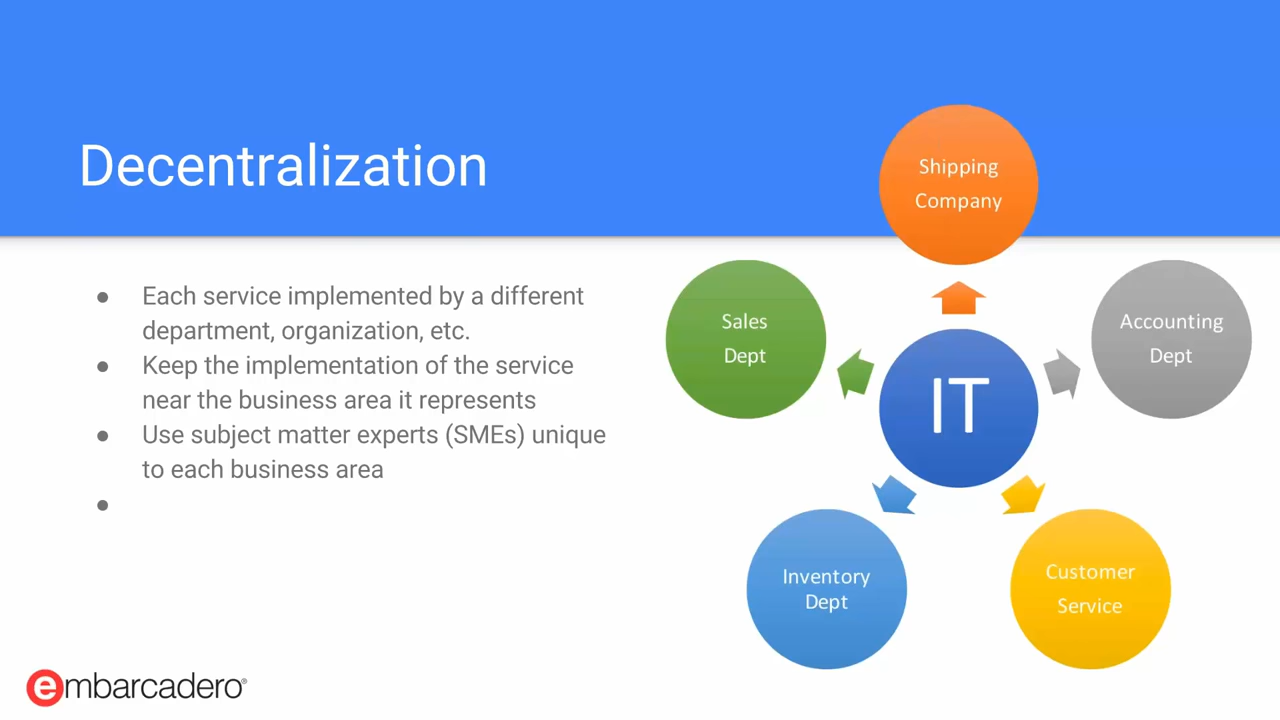 Decentralization
● Each service implemented by a different
department, organization, etc.
● Keep the implementation of the service
near the business area it represents
● Use subject matter experts (SMEs) unique
to each business area
●
Shipping
Company
Sales
Dept
Accounting
Dept
IT
Inventory
Dept
Customer
Service
embarcadero®